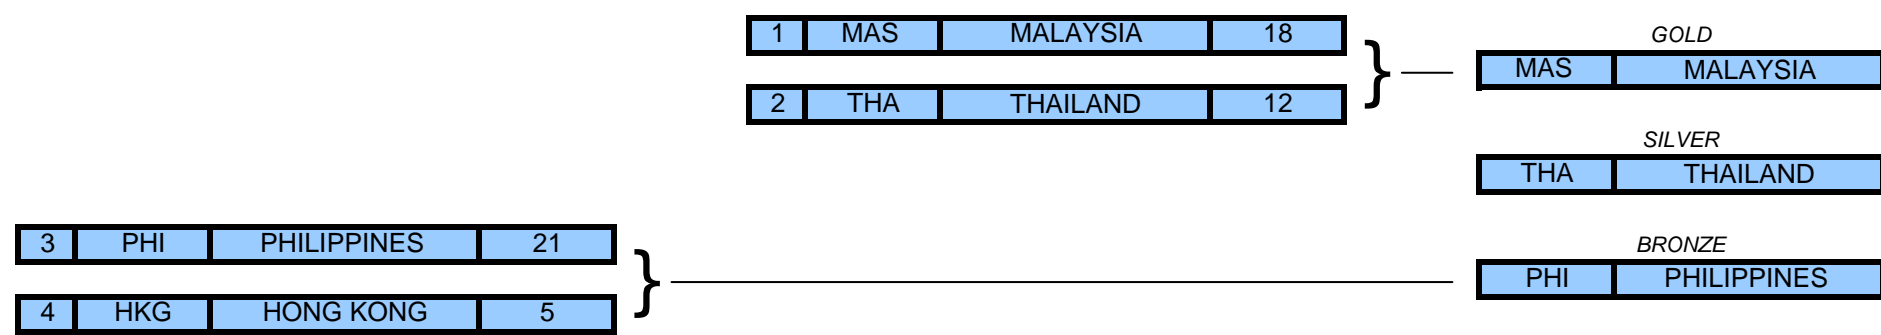 1 MAS MALAYSIA 18
2 THA THAILAND 12
GOLD
MAS MALAYSIA
SILVER
THA THAILAND
3 PHI PHILIPPINES 21
4 HKG HONG KONG 5
BRONZE
PHI PHILIPPINES